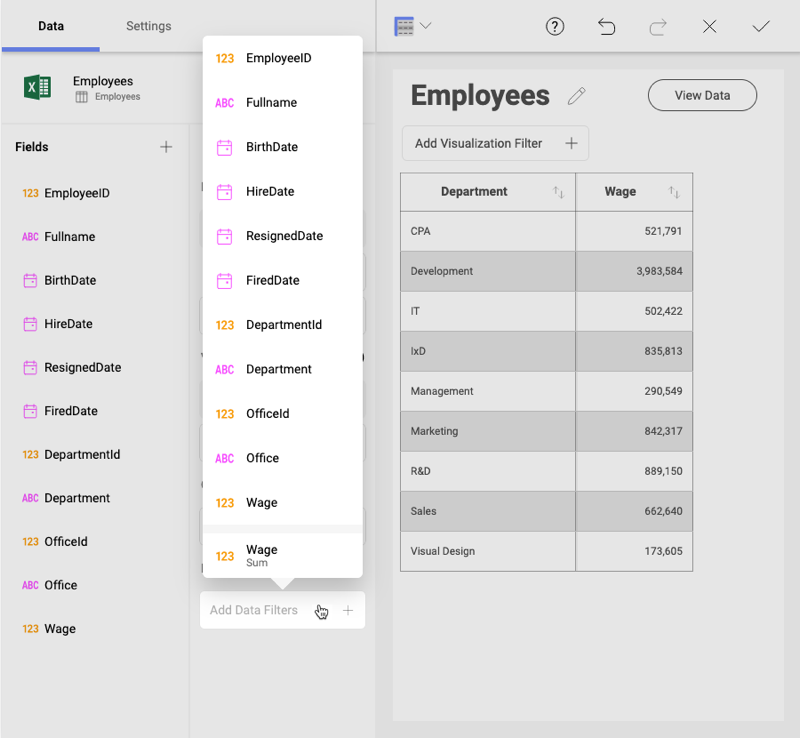 Data
Settings
?
X
Employees
Employees
Fields
123 EmployeeID
ABC Fullname
BirthDate
HireDate
ResignedDate
FiredDate
123 DepartmentId
ABC Department
123 OfficeId
ABC Office
123 Wage
123 EmployeeID
ABC Fullname
BirthDate
HireDate
ResignedDate
FiredDate
123 DepartmentId
ABC Department
123 OfficeId
ABC Office
123 Wage
123 Wage
Sum
Add Data Filters
Employees
View Data
Add Visualization Filter
Department Wage
CPA 521,791
Development 3,983,584
IT 502,422
IxD 835,813
Management 290,549
Marketing 842,317
R&D 889,150
Sales 662,640
Visual Design 173,605